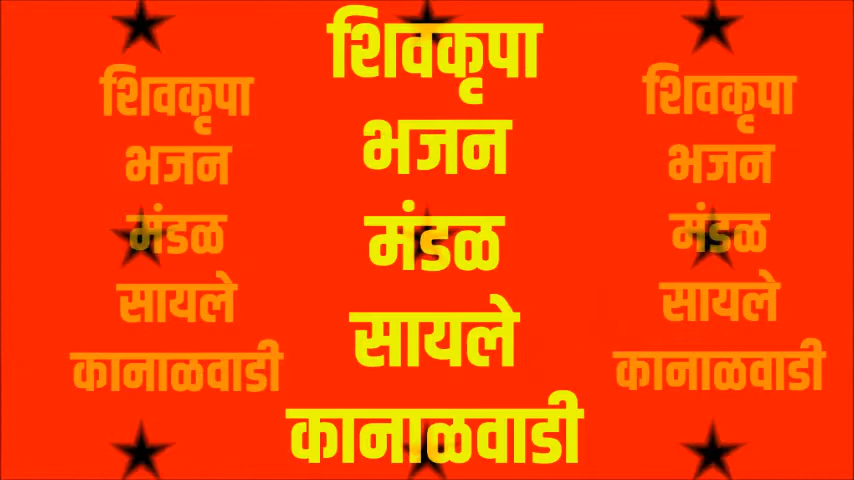 शिवकृपा
भजन
मंडळ
सायले
कानाळवाडी
शिवकृपा
भजन
मंडळ
सायले
कानाळवाडी
शिवकृपा
भजन
मंडळ
सायले
कानाळवाडी